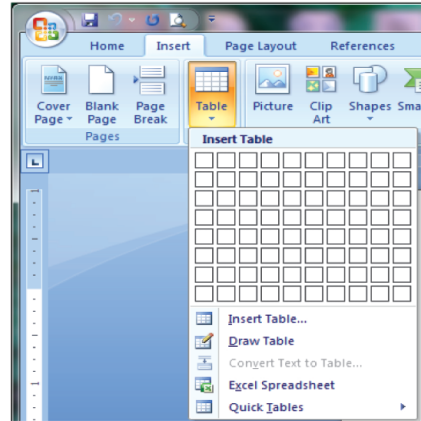 Home Insert Page Layout References
Cover Page Blank Page Page Break Table Picture Clip Art Shapes
Pages
Insert Table
Insert Table...
Draw Table
Convert Text to Table...
Excel Spreadsheet
Quick Tables